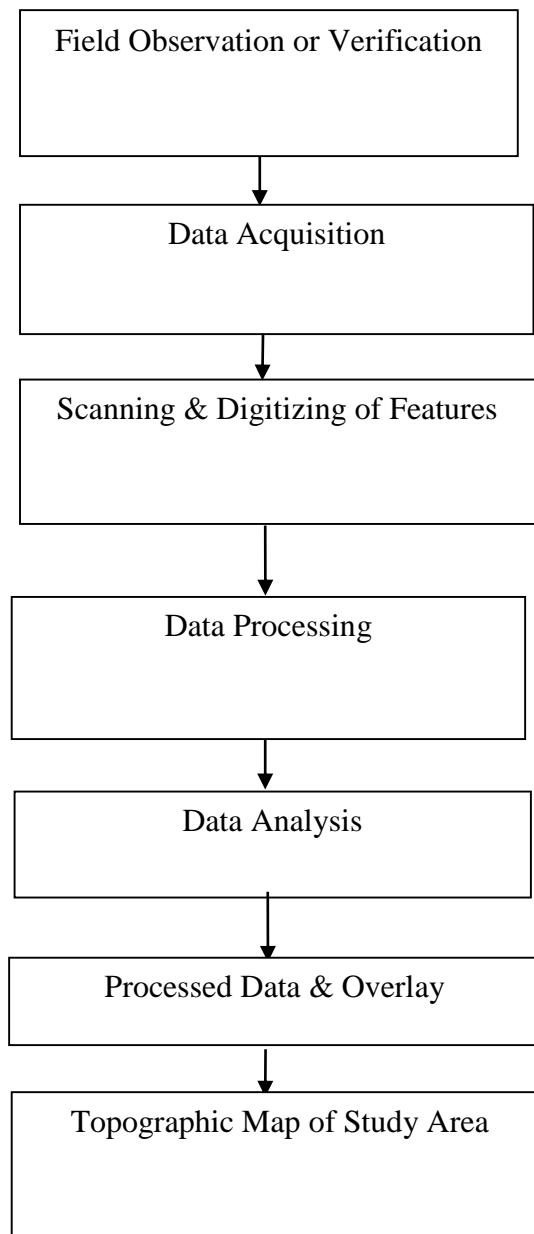 Field Observation or Verification
Data Acquisition
Scanning & Digitizing of Features
Data Processing
Data Analysis
Processed Data & Overlay
Topographic Map of Study Area